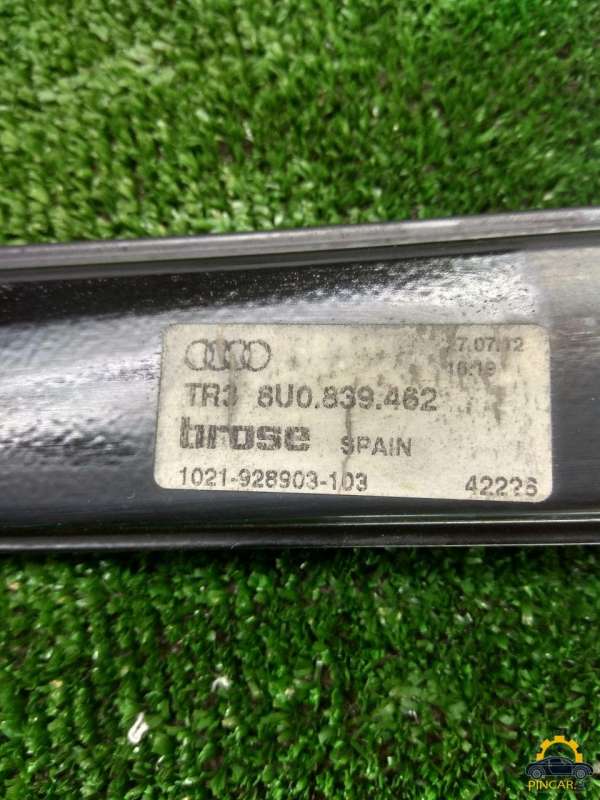 7.07.12
16:19
TR3 8U0.839.462
brose SPAIN
1021-928903-103 42226
PINCAR.